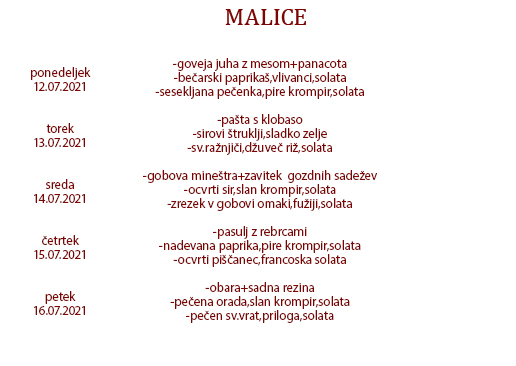 MALICE
ponedeljek
12.07.2021
-goveja juha z mesom+panacota
-bečarski paprikaš,vlivanci,solata
-sesekljana pečenka,pire krompir,solata
torek
13.07.2021
-pašta s klobaso
-sirovi štruklji,sladko zelje
-sv.ražnjiči,džuveč riž,solata
sreda
14.07.2021
-gobova mineštra+zavitek  gozdnih sadežev
-ocvrti sir,slan krompir,solata
-zrezek v gobovi omaki,fužiji,solata
četrtek
15.07.2021
-pasulj z rebrcami
-nadevana paprika,pire krompir,solata
-ocvrti piščanec,francoska solata
petek
16.07.2021
-obara+sadna rezina
-pečena orada,slan krompir,solata
-pečen sv.vrat,priloga,solata